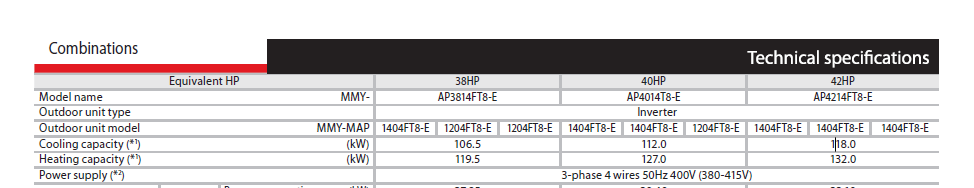 Combinations
Technical specifications
Equivalent HP 38HP 40HP 42HP
Model name MMY- AP3814FT8-E AP4014T8-E AP4214FT8-E
Outdoor unit type Inverter
Outdoor unit model MMY-MAP 1404FT8-E 1204FT8-E 1204FT8-E 1404FT8-E 1404FT8-E 1204FT8-E 1404FT8-E 1404FT8-E 1404FT8-E
Cooling capacity (*1) (kW) 106.5 112.0 118.0
Heating capacity (*1) (kW) 119.5 127.0 132.0
Power supply (*2) 3-phase 4 wires 50Hz 400V (380-415V)